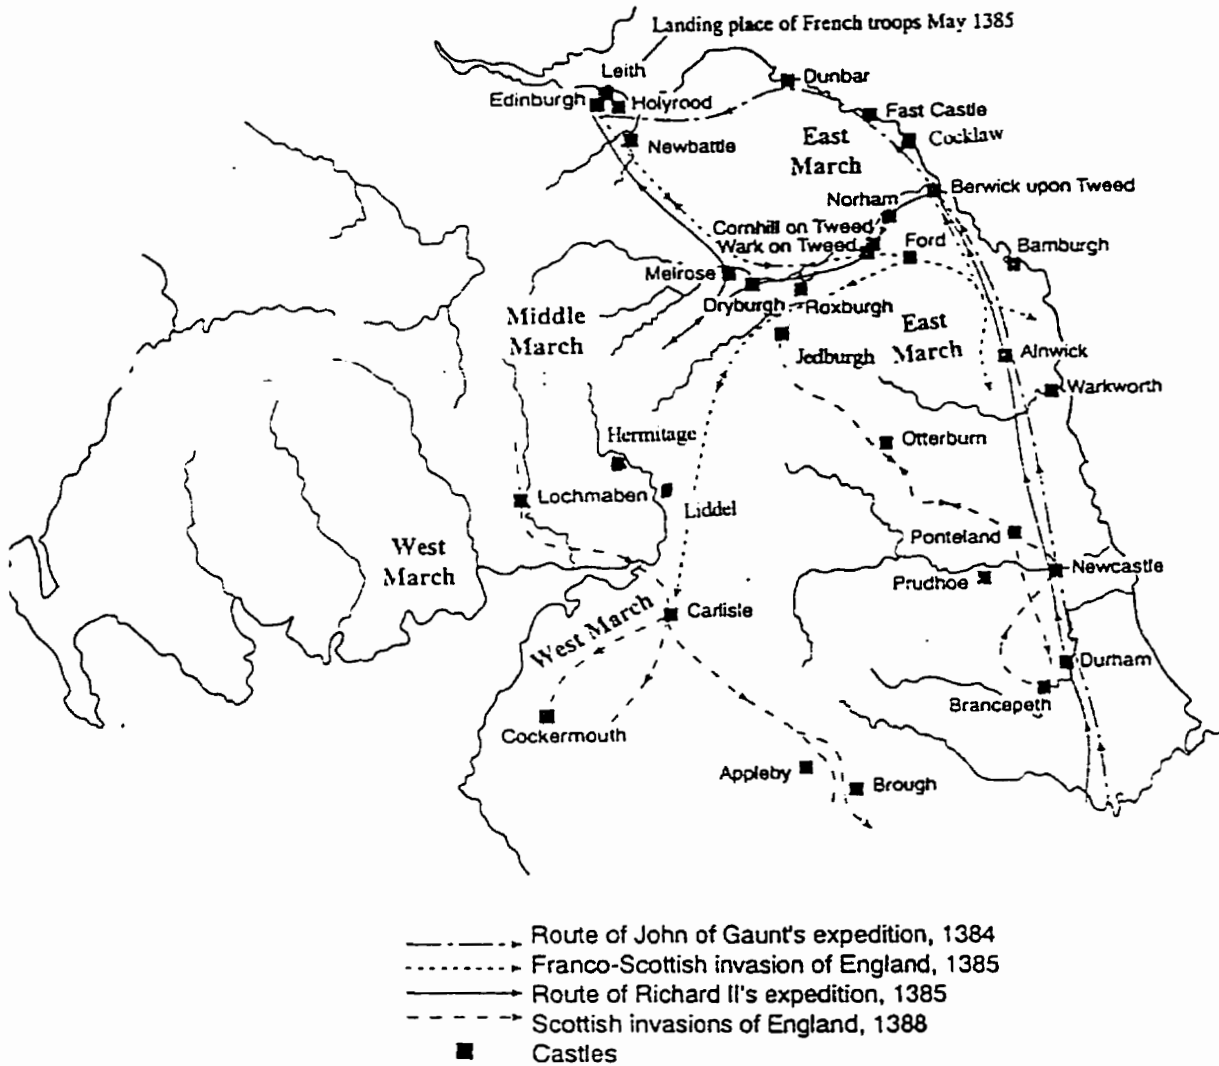 Landing place of French troops May 1385
Leith
Edinburgh
Holyrood
Dunbar
Fast Castle
Newbattle
East
March
Cocklaw
Norham
Berwick upon Tweed
Cornhill on Tweed
Wark on Tweed
Ford
Bamburgh
Melrose
Dryburgh
Roxburgh
Middle
March
East
March
Jedburgh
Alnwick
Warkworth
Hermitage
Otterburn
Lochmaben
Liddel
West
March
Ponteland
Prudhoe
Newcastle
West March
Carlisle
Durham
Brancepeth
Cockermouth
Appleby
Brough
Route of John of Gaunt's expedition, 1384
Franco-Scottish invasion of England, 1385
Route of Richard II's expedition, 1385
Scottish invasions of England, 1388
Castles